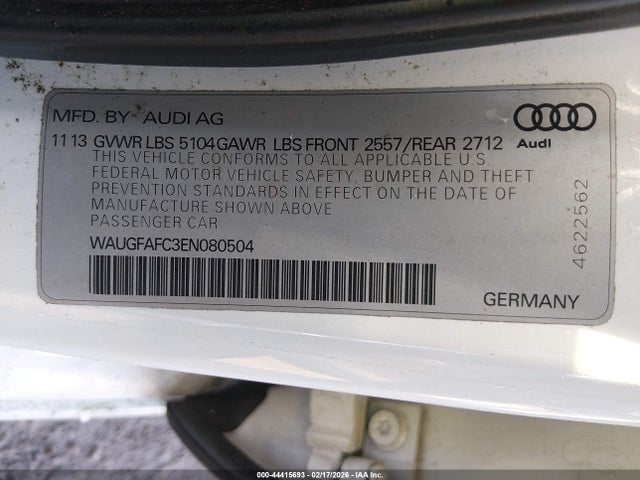 MFD. BY AUDI AG
11 13 GVWR LBS 5104 GAWR LBS FRONT 2557/REAR 2712
Audi
THIS VEHICLE CONFORMS TO ALL APPLICABLE U.S.
FEDERAL MOTOR VEHICLE SAFETY, BUMPER AND THEFT
PREVENTION STANDARDS IN EFFECT ON THE DATE OF
MANUFACTURE SHOWN ABOVE
PASSENGER CAR
WAUGFAFC3EN080504
4622562
GERMANY
000-44415693 02/17/2026 - IAA, Inc.